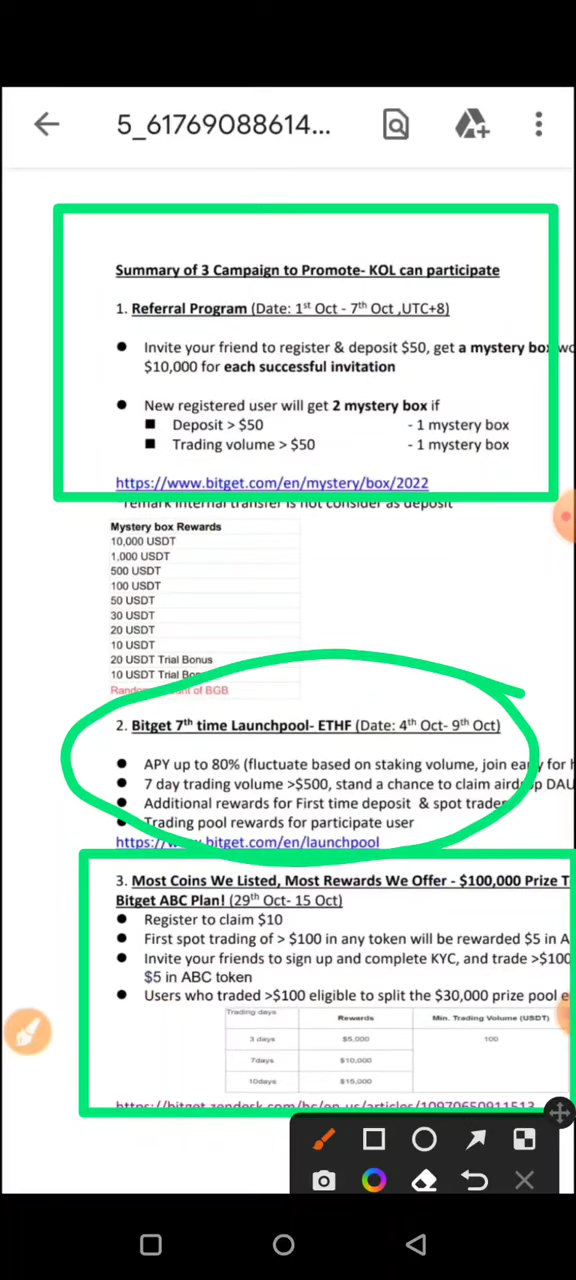 5_61769088614...
Summary of 3 Campaign to Promote- KOL can participate
1. Referral Program (Date: 1st Oct - 7th Oct ,UTC+8)
● Invite your friend to register & deposit $50, get a mystery box
$10,000 for each successful invitation
● New registered user will get 2 mystery box if
■ Deposit > $50 - 1 mystery box
■ Trading volume > $50 - 1 mystery box
https://www.bitget.com/en/mystery/box/2022
remark internal transfer is not consider as deposit
Mystery box Rewards
10,000 USDT
1,000 USDT
500 USDT
100 USDT
50 USDT
30 USDT
20 USDT
10 USDT
20 USDT Trial Bonus
10 USDT Trial
of BGB
2. Bitget 7th time Launchpool- ETHF (Date: 4th Oct- 9th Oct)
● APY up to 80% (fluctuate based on staking volume, join early for
● 7 day trading volume >$500, stand a chance to claim airdrop
● Additional rewards for First time deposit & spot trade
● Trading pool rewards for participate user
bitget.com/en/launchpool
3. Most Coins We Listed, Most Rewards We Offer - $100,000 Prize
Bitget ABC Plan! (29th Oct- 15 Oct)
● Register to claim $10
● First spot trading of > $100 in any token will be rewarded $5 in
● Invite your friends to sign up and complete KYC, and trade >$100
$5 in ABC token
● Users who traded >$100 eligible to split the $30,000 prize pool
Trading days Rewards Min. Trading Volume (USDT)
3 days $5,000 100
7days $10,000
10days $15,000
https://bitget.zendesk.com/hc/en-us/articles/10970650911513